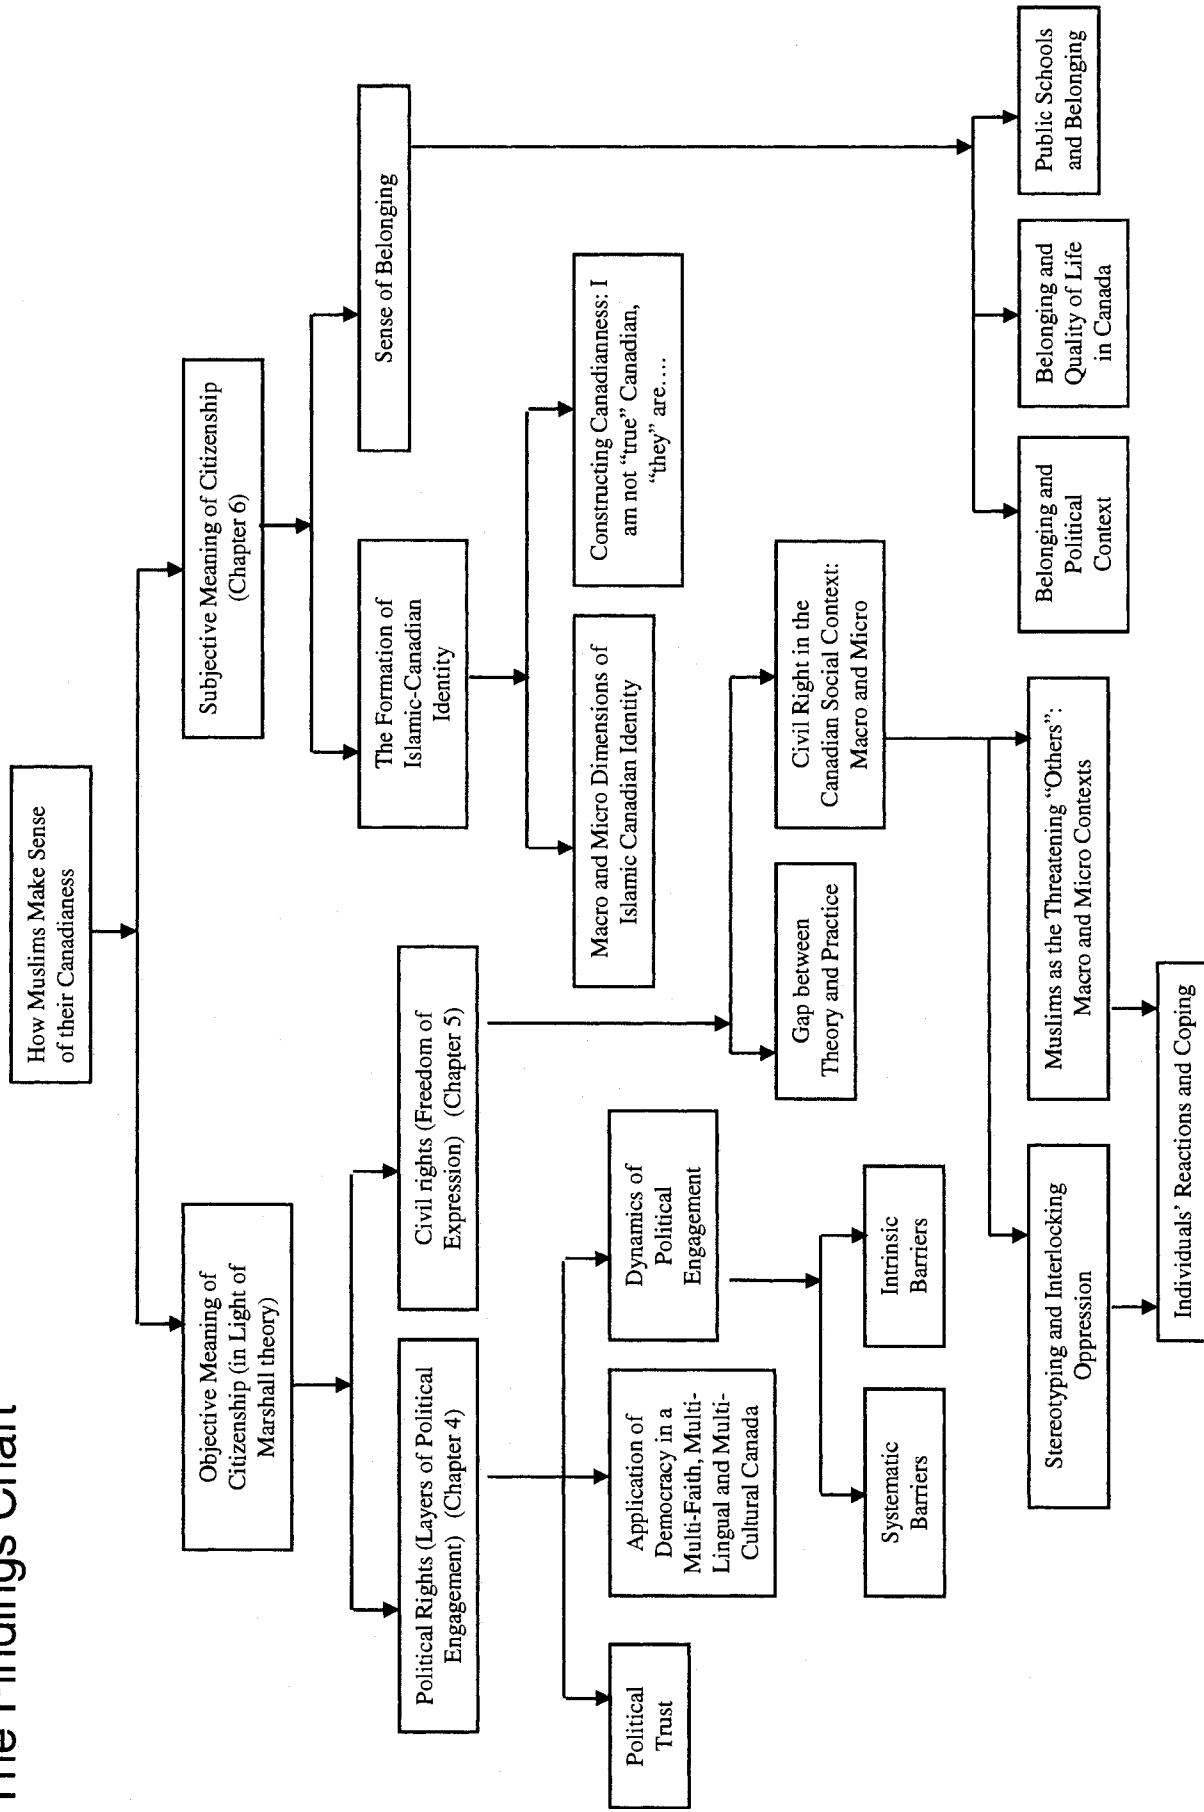 The Findings Chart
How Muslims Make Sense
of their Canadianess
Objective Meaning of
Citizenship (in Light of
Marshall theory)
Subjective Meaning of Citizenship
(Chapter 6)
Political Rights (Layers of Political
Engagement) (Chapter 4)
Civil rights (Freedom of
Expression) (Chapter 5)
The Formation of
Islamic-Canadian
Identity
Sense of Belonging
Political
Trust
Application of
Democracy in a
Multi-Faith, Multi-
Lingual and Multi-
Cultural Canada
Dynamics of
Political
Engagement
Macro and Micro Dimensions of
Islamic Canadian Identity
Constructing Canadianness: I
am not “true” Canadian,
“they” are....
Systematic
Barriers
Intrinsic
Barriers
Gap between
Theory and Practice
Civil Right in the
Canadian Social Context:
Macro and Micro
Stereotyping and Interlocking
Oppression
Muslims as the Threatening “Others”:
Macro and Micro Contexts
Belonging and
Political
Context
Belonging and
Quality of Life
in Canada
Public Schools
and Belonging
Individuals’ Reactions and Coping